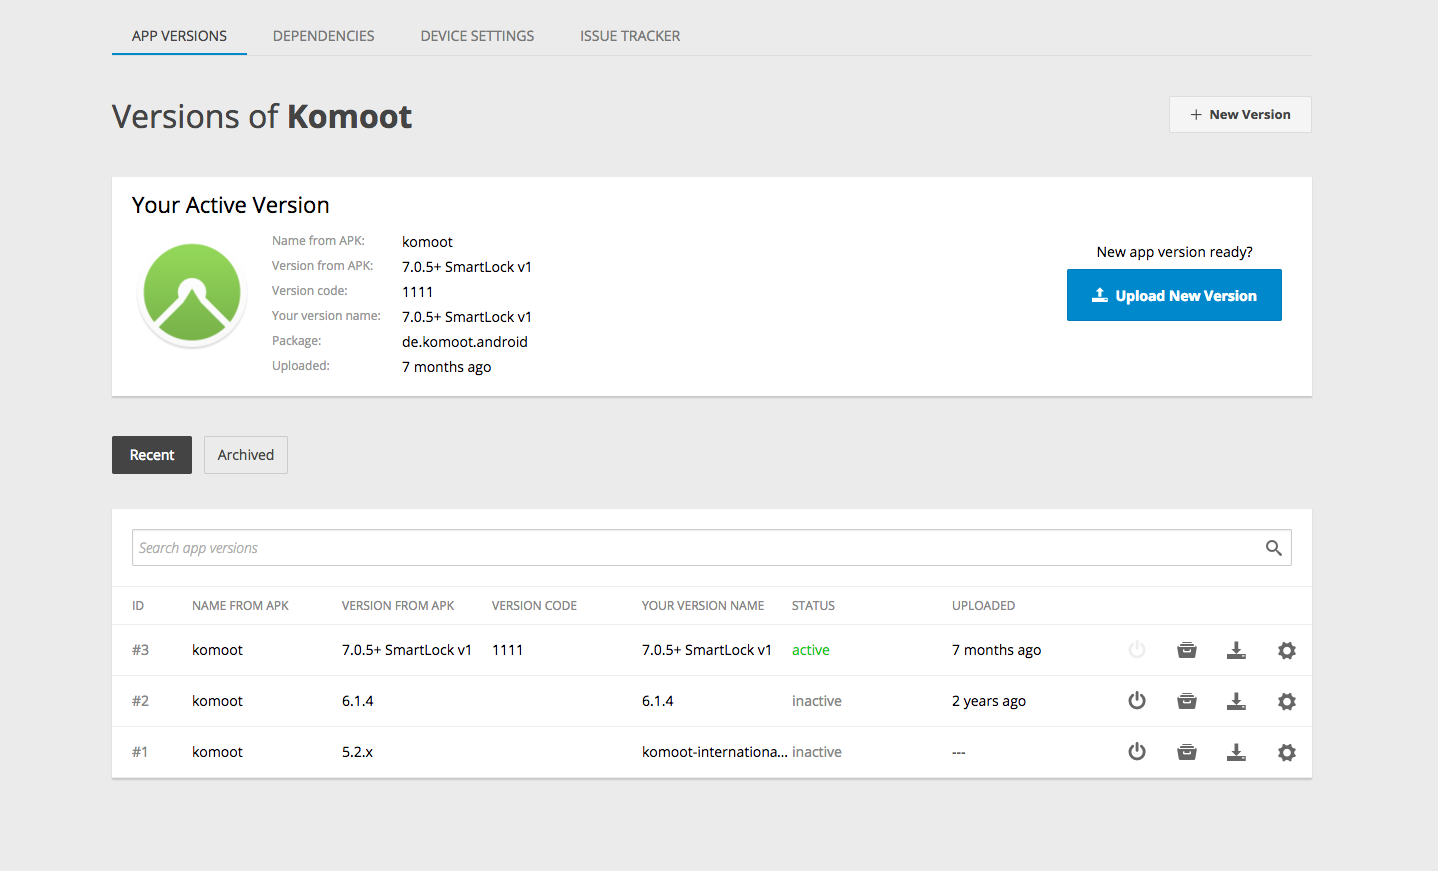 APP VERSIONS DEPENDENCIES DEVICE SETTINGS ISSUE TRACKER
Versions of Komoot
New Version
Your Active Version
Name from APK: komoot
Version from APK: 7.0.5+ SmartLock v1
Version code: 1111
Your version name: 7.0.5+ SmartLock v1
Package: de.komoot.android
Uploaded: 7 months ago
New app version ready?
Upload New Version
Recent Archived
Search app versions
ID NAME FROM APK VERSION FROM APK VERSION CODE YOUR VERSION NAME STATUS UPLOADED
#3 komoot 7.0.5+ SmartLock v1 1111 7.0.5+ SmartLock v1 active 7 months ago
#2 komoot 6.1.4 6.1.4 inactive 2 years ago
#1 komoot 5.2.x komoot-internationa... inactive ---